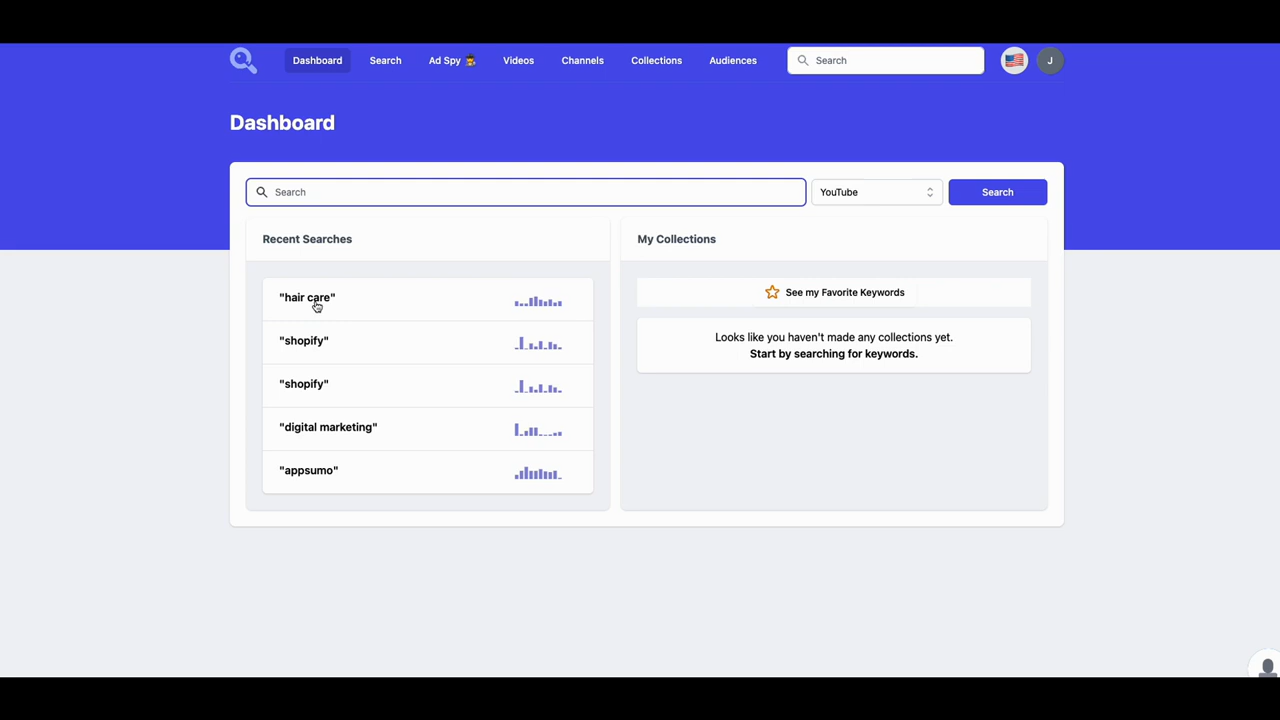 Dashboard
Search
Ad Spy
Videos
Channels
Collections
Audiences
Search
J
Dashboard
Search
YouTube
Search
Recent Searches
"hair care"
"shopify"
"shopify"
"digital marketing"
"appsumo"
My Collections
See my Favorite Keywords
Looks like you haven't made any collections yet.
Start by searching for keywords.